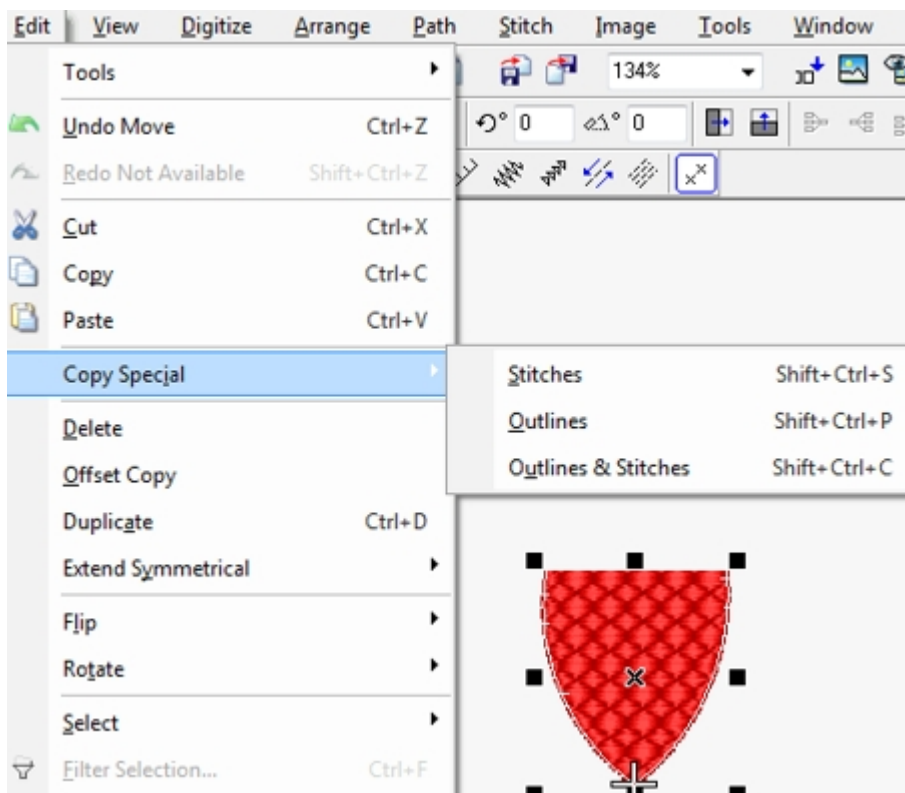 Edit View Digitize Arrange Path Stitch Image Tools Window
Tools
134%
Undo Move Ctrl+Z
0 0
Redo Not Available Shift+Ctrl+Z
Cut Ctrl+X
Copy Ctrl+C
Paste Ctrl+V
Copy Special
Stitches Shift+Ctrl+S
Outlines Shift+Ctrl+P
Outlines & Stitches Shift+Ctrl+C
Delete
Offset Copy
Duplicate Ctrl+D
Extend Symmetrical
Flip
Rotate
Select
Filter Selection... Ctrl+F